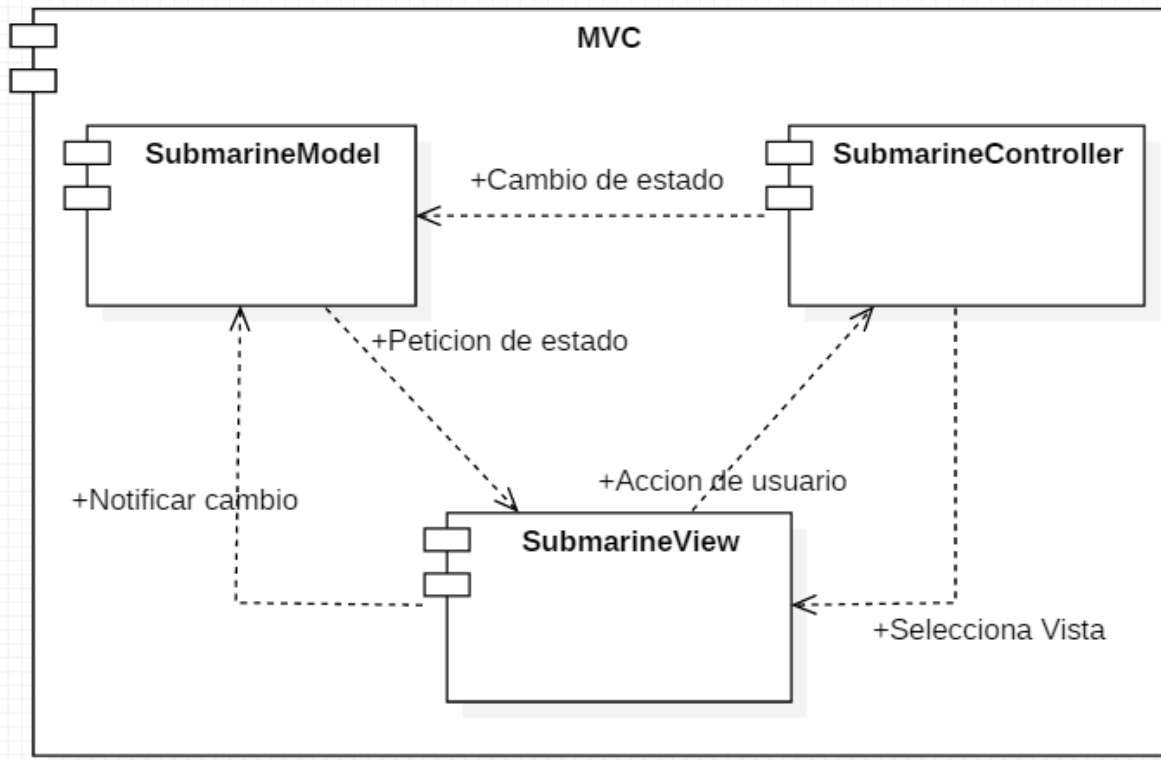 MVC
SubmarineModel
SubmarineController
+Cambio de estado
+Peticion de estado
+Accion de usuario
+Notificar cambio
SubmarineView
+Selecciona Vista